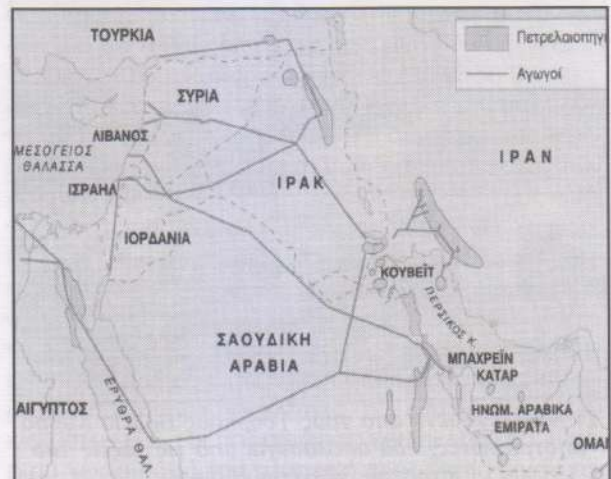 ΤΟΥΡΚΙΑ
Πετρελαιοπηγ
Αγωγοί
ΣΥΡΙΑ
ΛΙΒΑΝΟΣ
ΜΕΣΟΓΕΙΟΣ
ΘΑΛΑΣΣΑ
ΙΣΡΑΗΛ
ΙΡΑΚ
ΙΡΑΝ
ΙΟΡΔΑΝΙΑ
ΚΟΥΒΕΪΤ
ΠΕΡΣΙΚΟΣ Κ.
ΣΑΟΥΔΙΚΗ
ΑΡΑΒΙΑ
ΜΠΑΧΡΕΪΝ
ΚΑΤΑΡ
ΑΙΓΥΠΤΟΣ
ΕΡΥΘΡΑ ΘΑΛ.
ΗΝΩΜ. ΑΡΑΒΙΚΑ
ΕΜΙΡΑΤΑ
ΟΜΑ